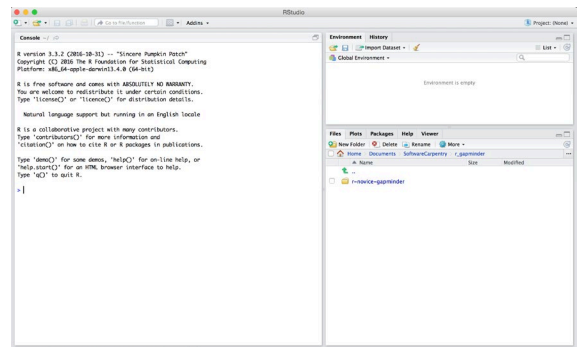 RStudio
Go to file/function
Addins
Project: (None)
Console ~/
R version 3.3.2 (2016-10-31) -- "Sincere Pumpkin Patch"
Copyright (C) 2016 The R Foundation for Statistical Computing
Platform: x86_64-apple-darwin13.4.0 (64-bit)
R is free software and comes with ABSOLUTELY NO WARRANTY.
You are welcome to redistribute it under certain conditions.
Type 'license()' or 'licence()' for distribution details.
Natural language support but running in an English locale
R is a collaborative project with many contributors.
Type 'contributors()' for more information and
'citation()' on how to cite R or R packages in publications.
Type 'demo()' for some demos, 'help()' for on-line help, or
'help.start()' for an HTML browser interface to help.
Type 'q()' to quit R.
>
Environment History
Import Dataset
List
Global Environment
Environment is empty
Files Plots Packages Help Viewer
New Folder Delete Rename More
Home Documents SoftwareCarpentry r_gapminder
Name Size Modified
..
r-novice-gapminder